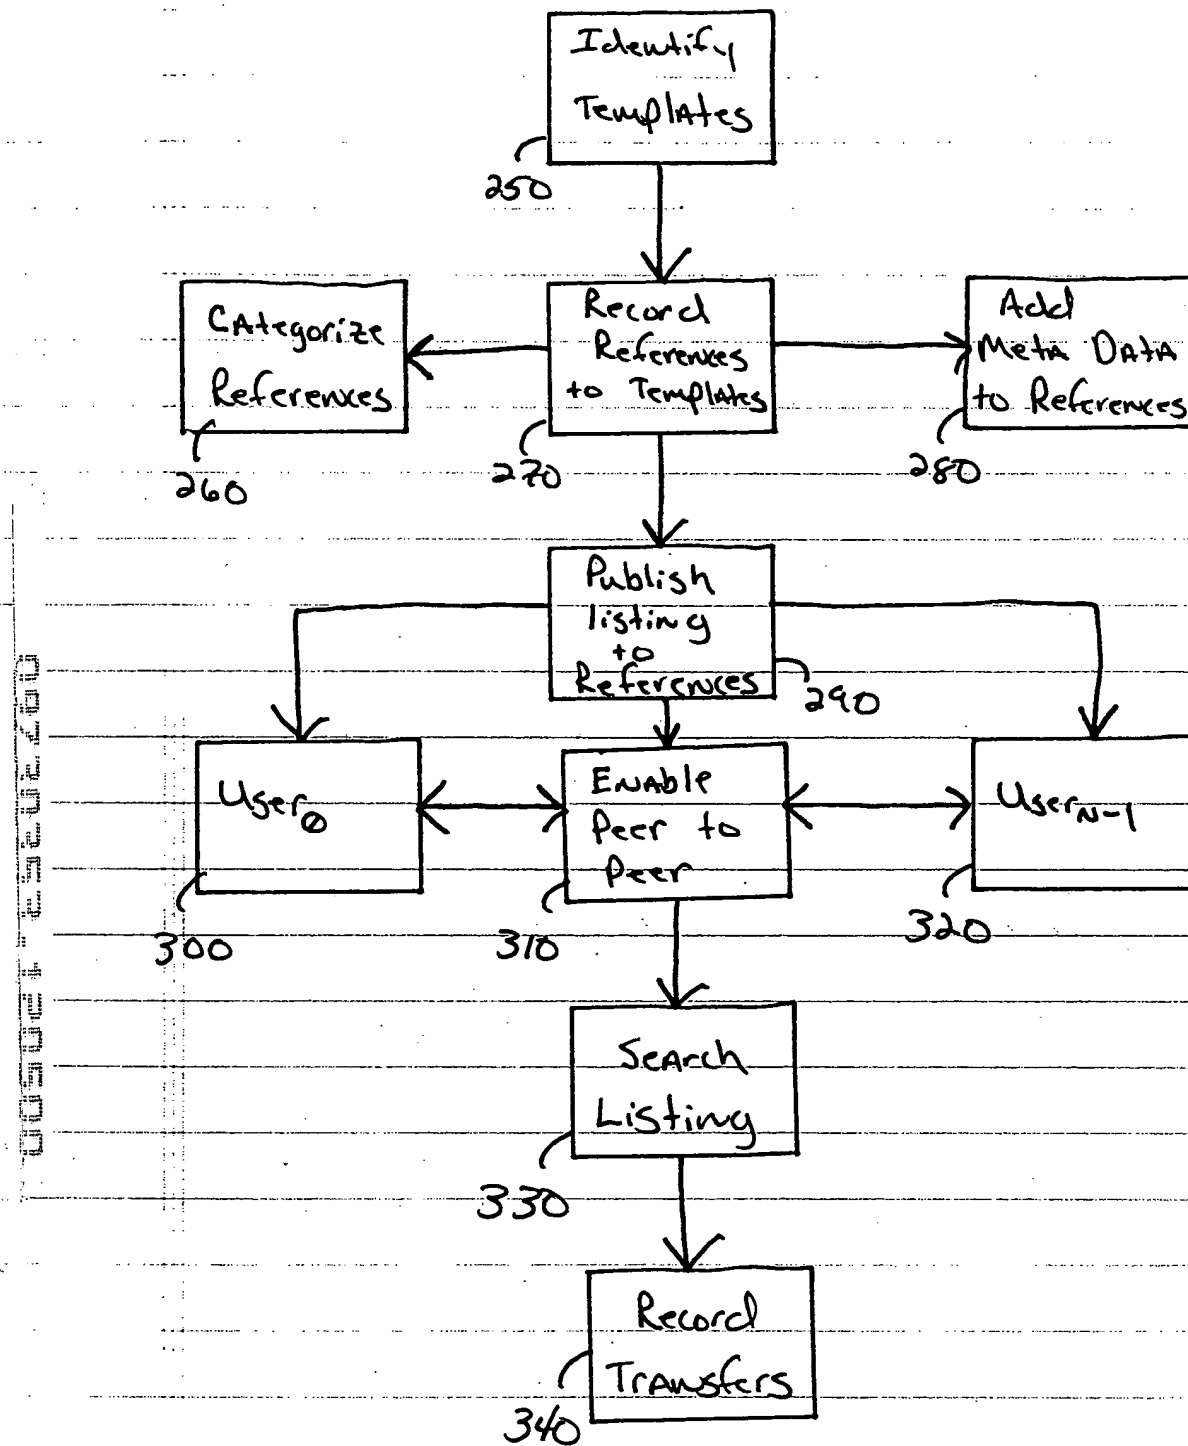 Identify
Templates
250
Categorize
References
260
Record
References
to Templates
270
Add
Meta Data
to References
280
Publish
listing
to
References
290
User0
300
Enable
Peer to
Peer
310
UserN-1
320
Search
Listing
330
Record
Transfers
340